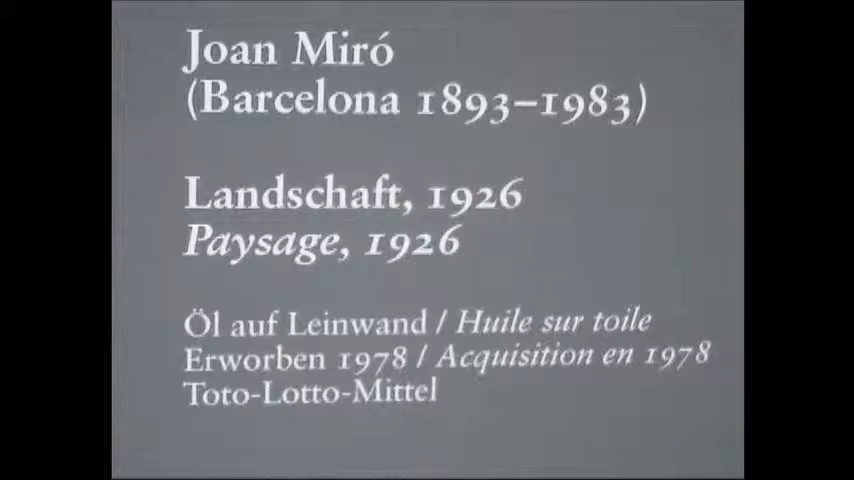 Joan Miró
(Barcelona 1893–1983)
Landschaft, 1926
Paysage, 1926
Öl auf Leinwand / Huile sur toile
Erworben 1978 / Acquisition en 1978
Toto-Lotto-Mittel